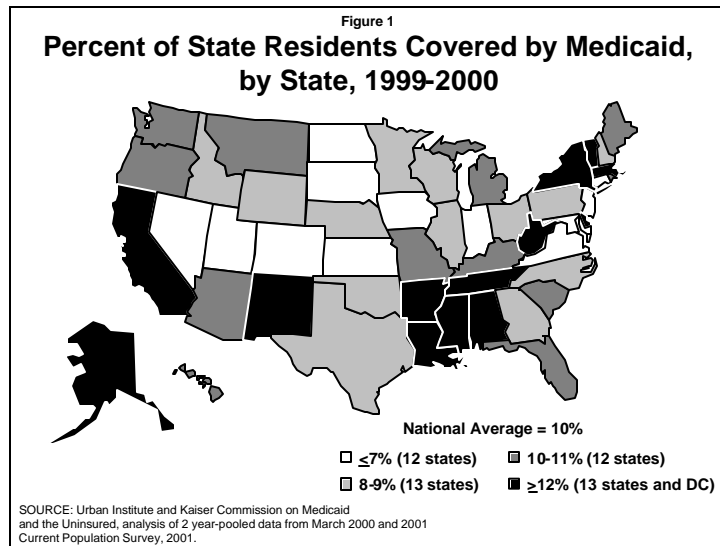 Figure 1
Percent of State Residents Covered by Medicaid,
by State, 1999-2000
National Average = 10%
≤7% (12 states)
10-11% (12 states)
8-9% (13 states)
≥12% (13 states and DC)
SOURCE: Urban Institute and Kaiser Commission on Medicaid
and the Uninsured, analysis of 2 year-pooled data from March 2000 and 2001
Current Population Survey, 2001.